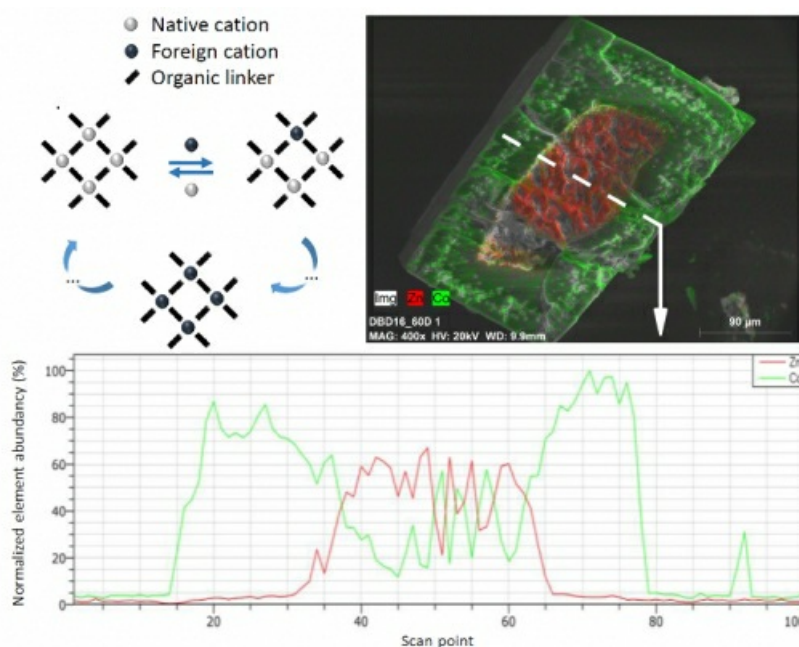 Native cation
Foreign cation
Organic linker
...
...
Img Zn Co
DBD16_60D 1
MAG: 400x HV: 20kV WD: 9.9mm
90 µm
Normalized element abundancy (%)
100
80
60
40
20
0
20
40
60
80
100
Scan point